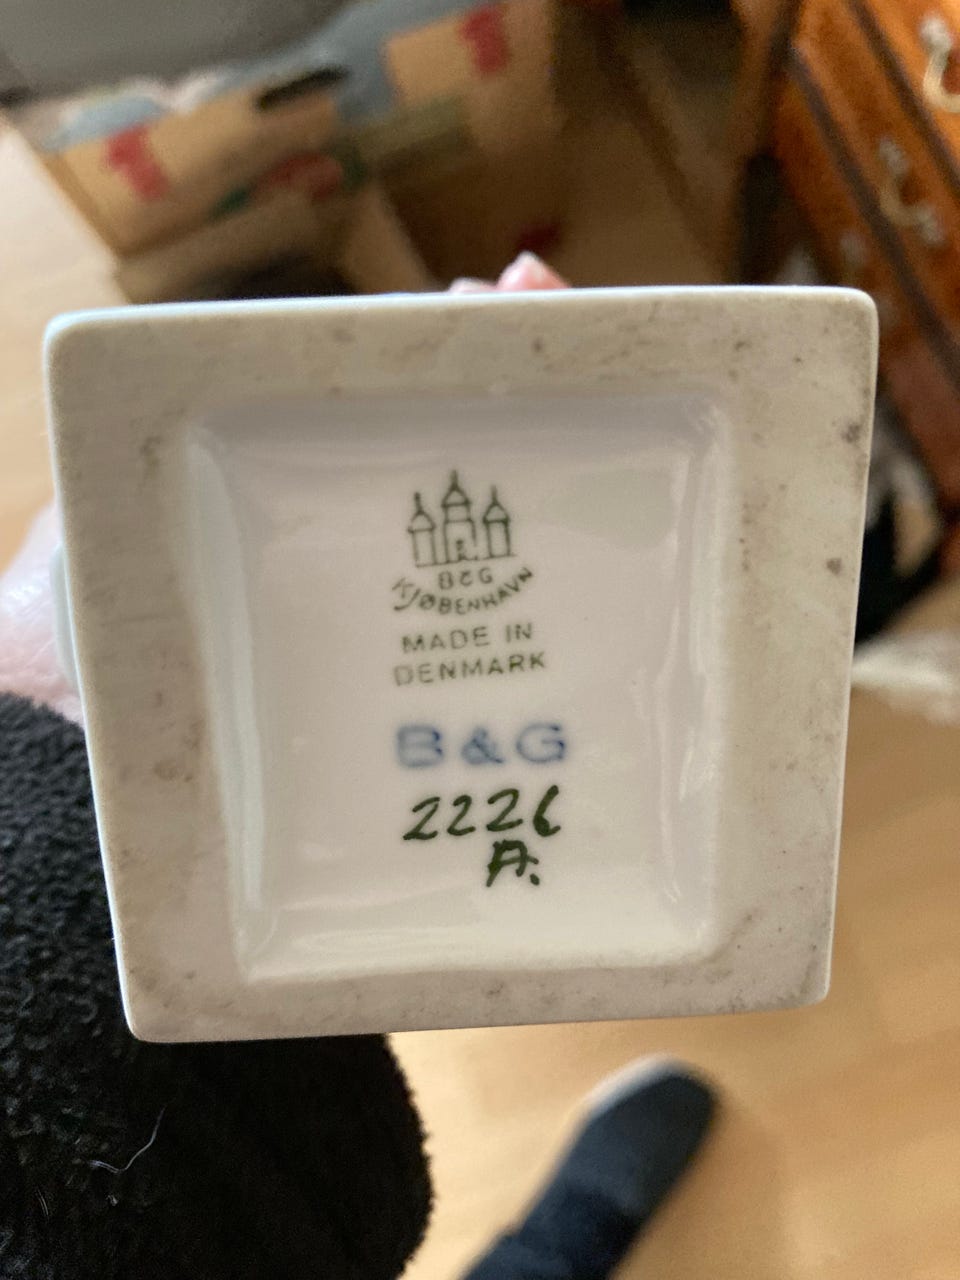 B&G
KJØBENHAVN
MADE IN
DENMARK
B & G
2226
A.